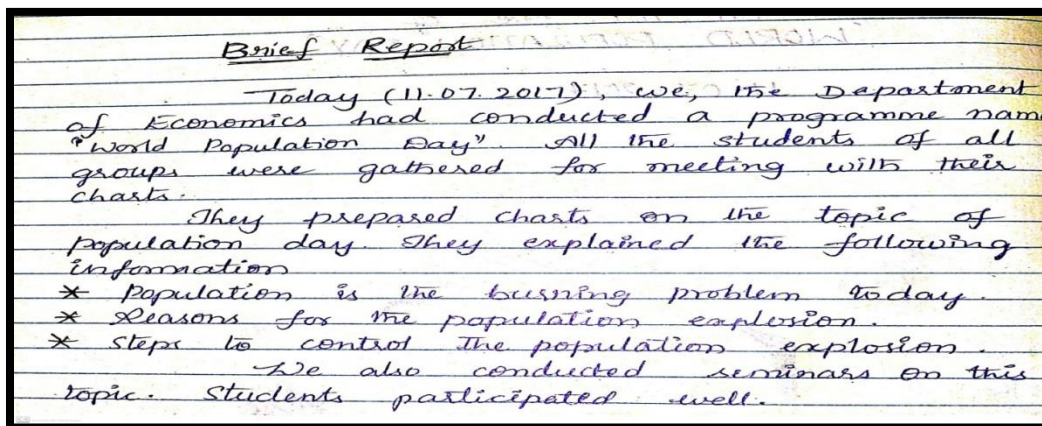 Brief Report
Today (11.07.2017), we, the Department
of Economics had conducted a programme nam
"World Population Day". All the students of all
groups were gathered for meeting with their
charts.
They prepared charts on the topic of
population day. They explained the following
information
* Population is the burning problem today.
* Reasons for the population explosion.
* Steps to control the population explosion.
We also conducted seminars on this
topic. Students participated well.